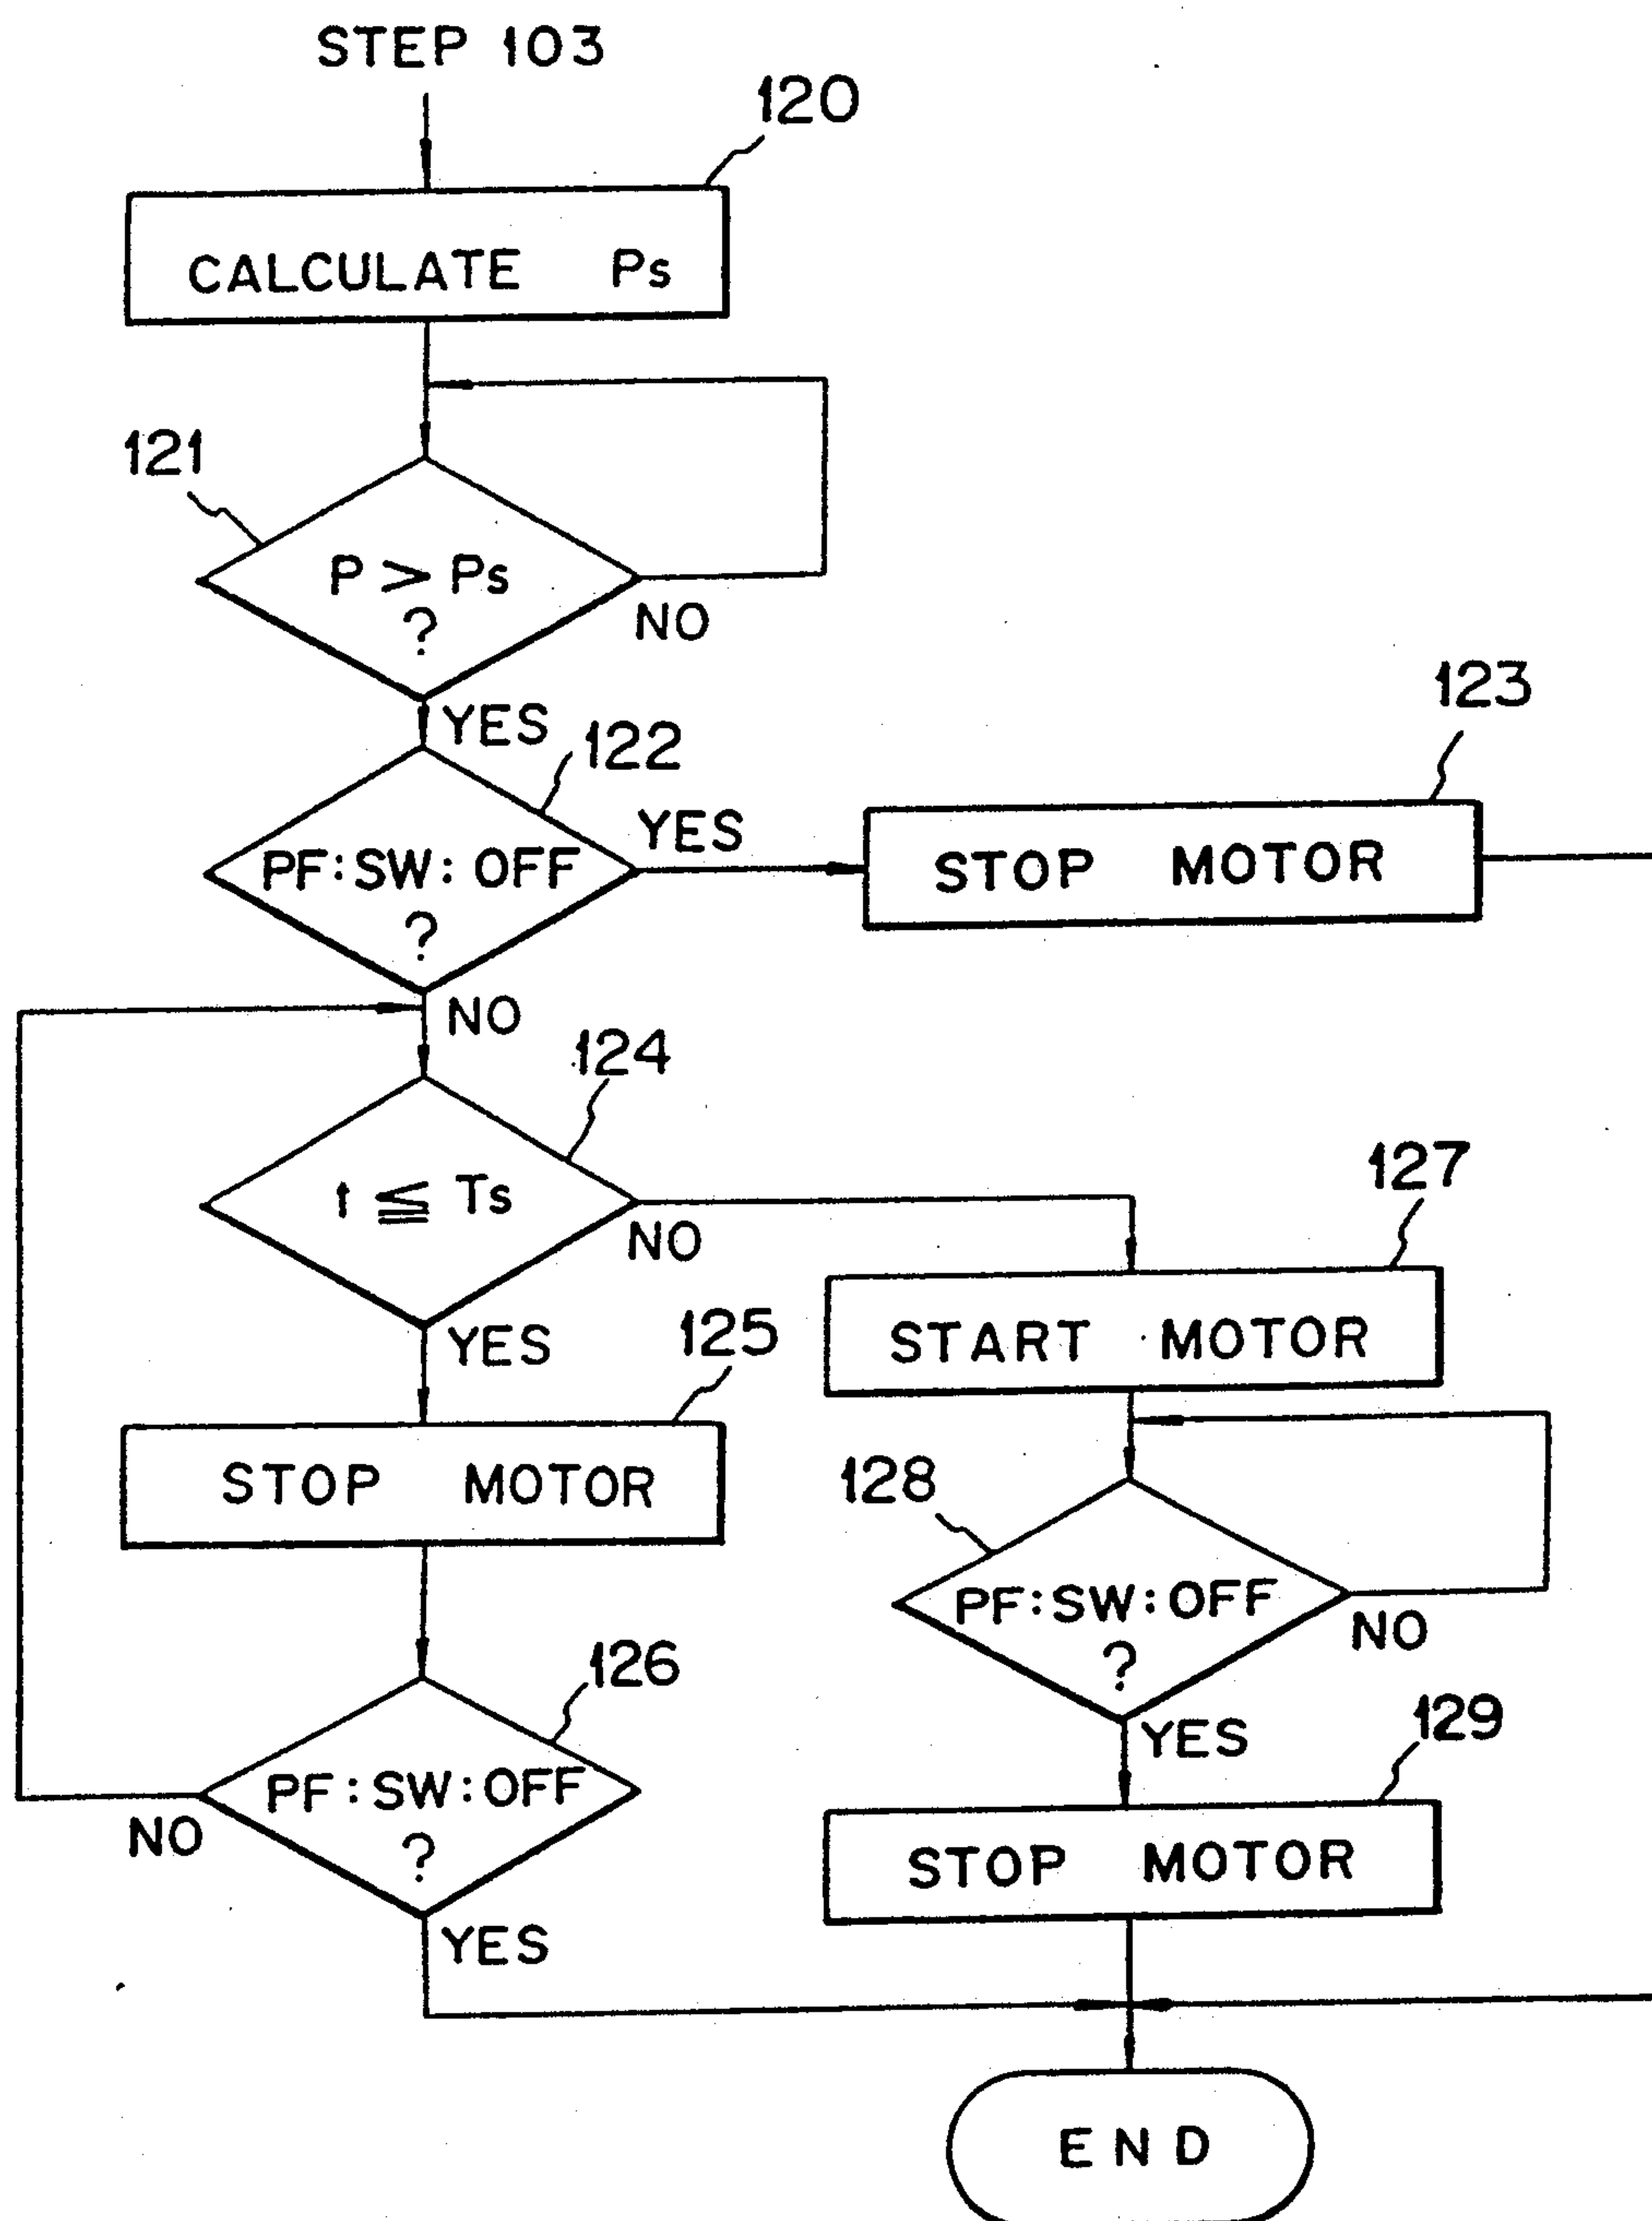 STEP 103
120
CALCULATE Ps
121
P > Ps
?
NO
YES
122
PF:SW:OFF
?
YES
123
STOP MOTOR
NO
124
t ≦ Ts
NO
YES
125
STOP MOTOR
126
PF:SW:OFF
?
NO
YES
127
START MOTOR
128
PF:SW:OFF
?
NO
YES
129
STOP MOTOR
END